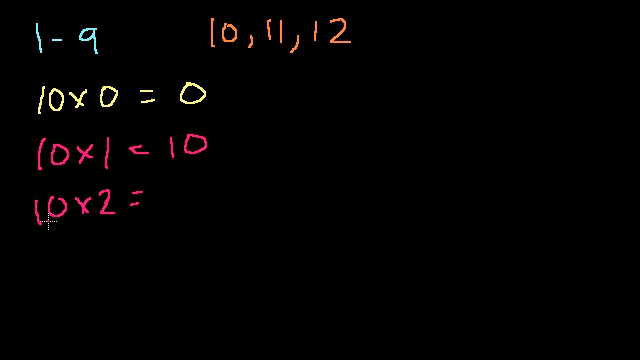 1 - 9 10, 11, 12
10 x 0 = 0
10 x 1 = 10
10 x 2 =